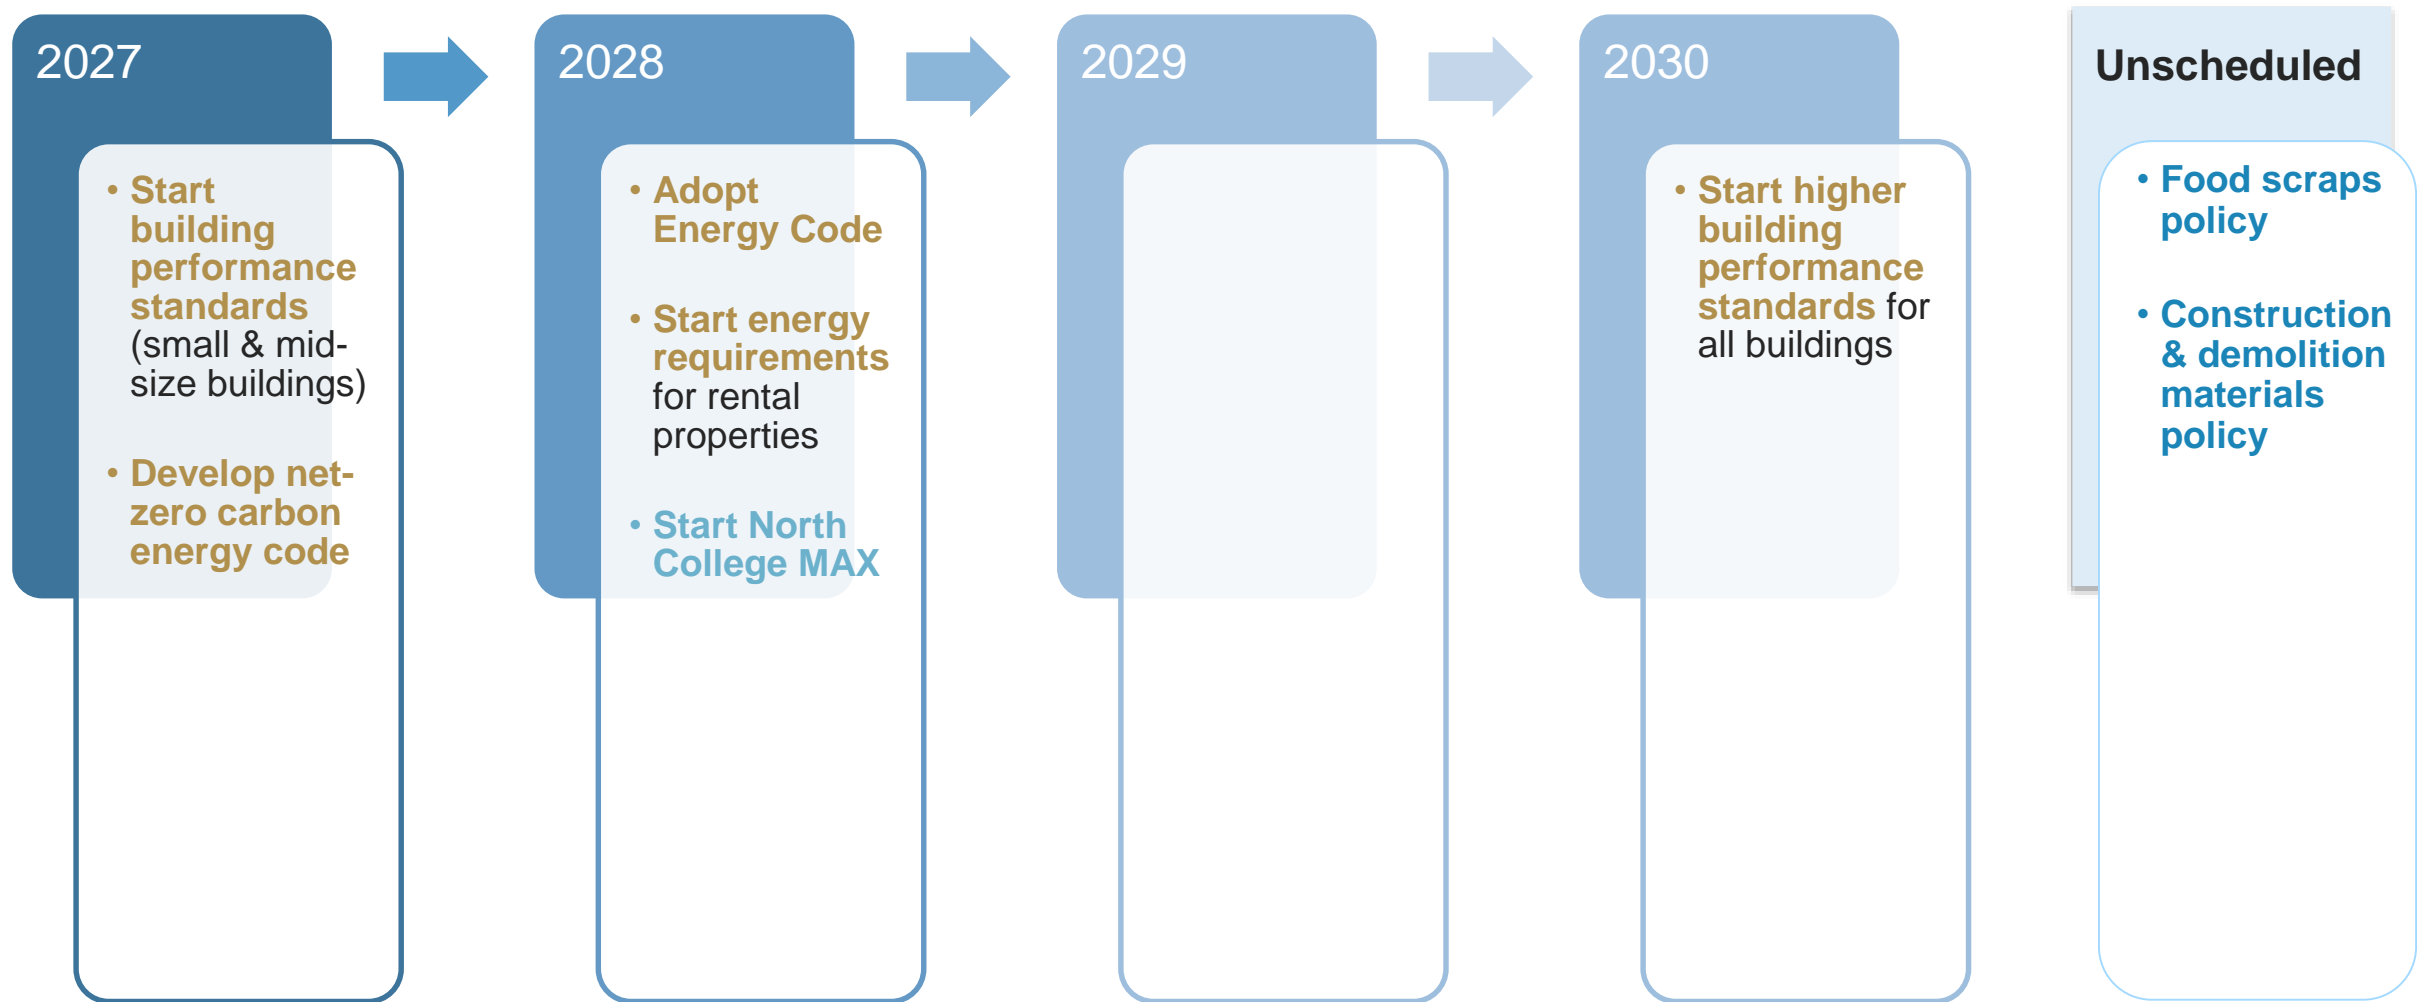 2027
• Start
building
performance
standards
(small & mid-
size buildings)
• Develop net-
zero carbon
energy code
2028
• Adopt
Energy Code
• Start energy
requirements
for rental
properties
• Start North
College MAX
2029
2030
• Start higher
building
performance
standards for
all buildings
Unscheduled
• Food scraps
policy
• Construction
& demolition
materials
policy